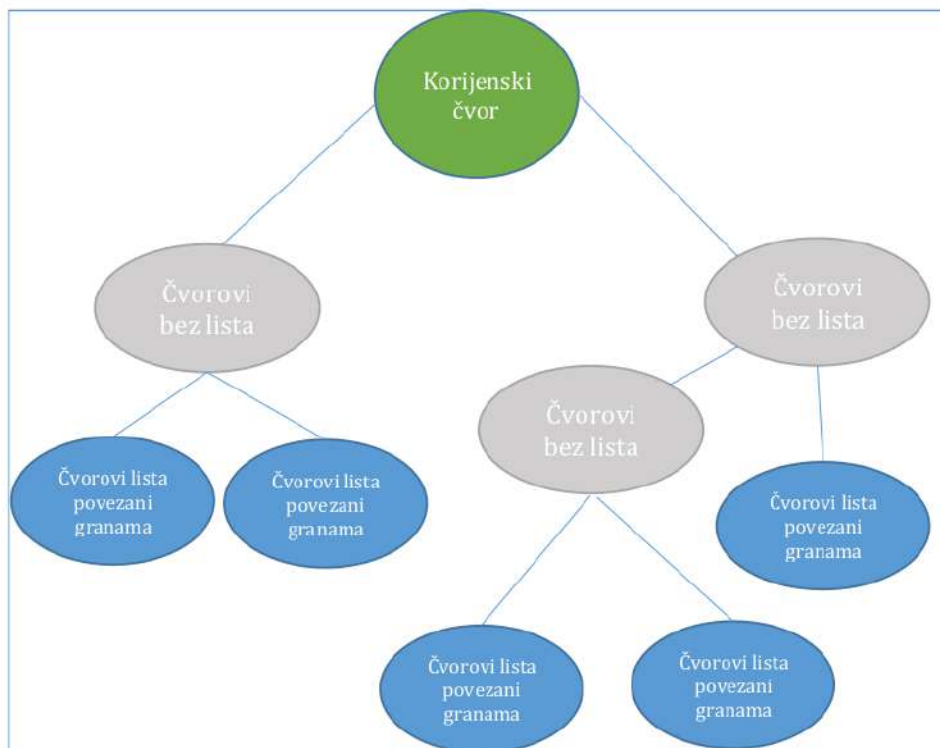 Korijenski
čvor
Čvorovi
bez lista
Čvorovi
bez lista
Čvorovi
bez lista
Čvorovi lista
povezani
granama
Čvorovi lista
povezani
granama
Čvorovi lista
povezani
granama
Čvorovi lista
povezani
granama
Čvorovi lista
povezani
granama